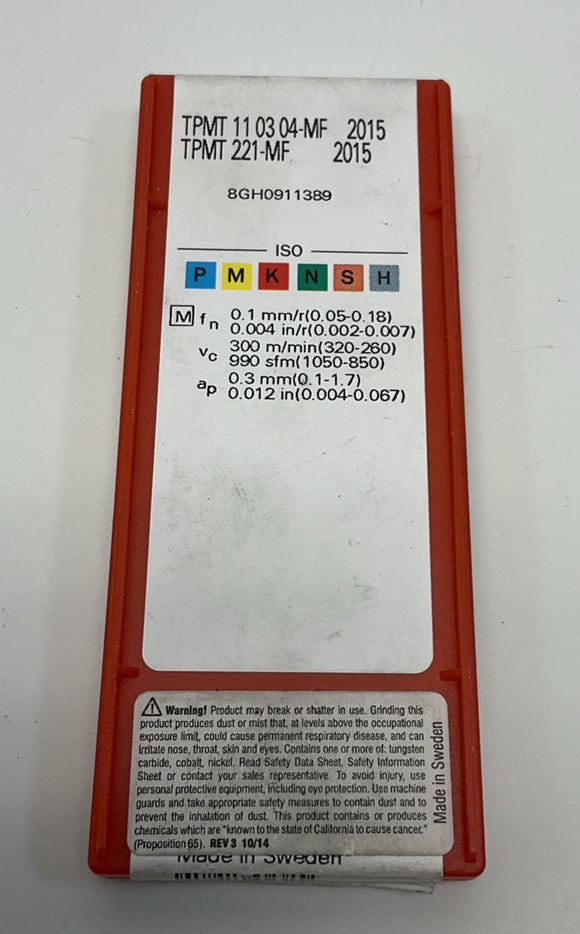 TPMT 11 03 04-MF 2015
TPMT 221-MF 2015
8GH0911389
ISO
P M K N S H
M fn 0.1 mm/r(0.05-0.18)
0.004 in/r(0.002-0.007)
vc 300 m/min(320-260)
990 sfm(1050-850)
ap 0.3 mm(0.1-1.7)
0.012 in(0.004-0.067)
Warning! Product may break or shatter in use. Grinding this
product produces dust or mist that, at levels above the occupational
exposure limit, could cause permanent respiratory disease, and can
irritate nose, throat, skin and eyes. Contains one or more of: tungsten
carbide, cobalt, nickel. Read Safety Data Sheet, Safety Information
Sheet or contact your sales representative. To avoid injury, use
personal protective equipment, including eye protection. Use machine
guards and take appropriate safety measures to contain dust and to
prevent the inhalation of dust. This product contains or produces
chemicals which are "known to the state of California to cause cancer."
(Proposition 65). REV 3 10/14
Made in Sweden
Made in Sweden